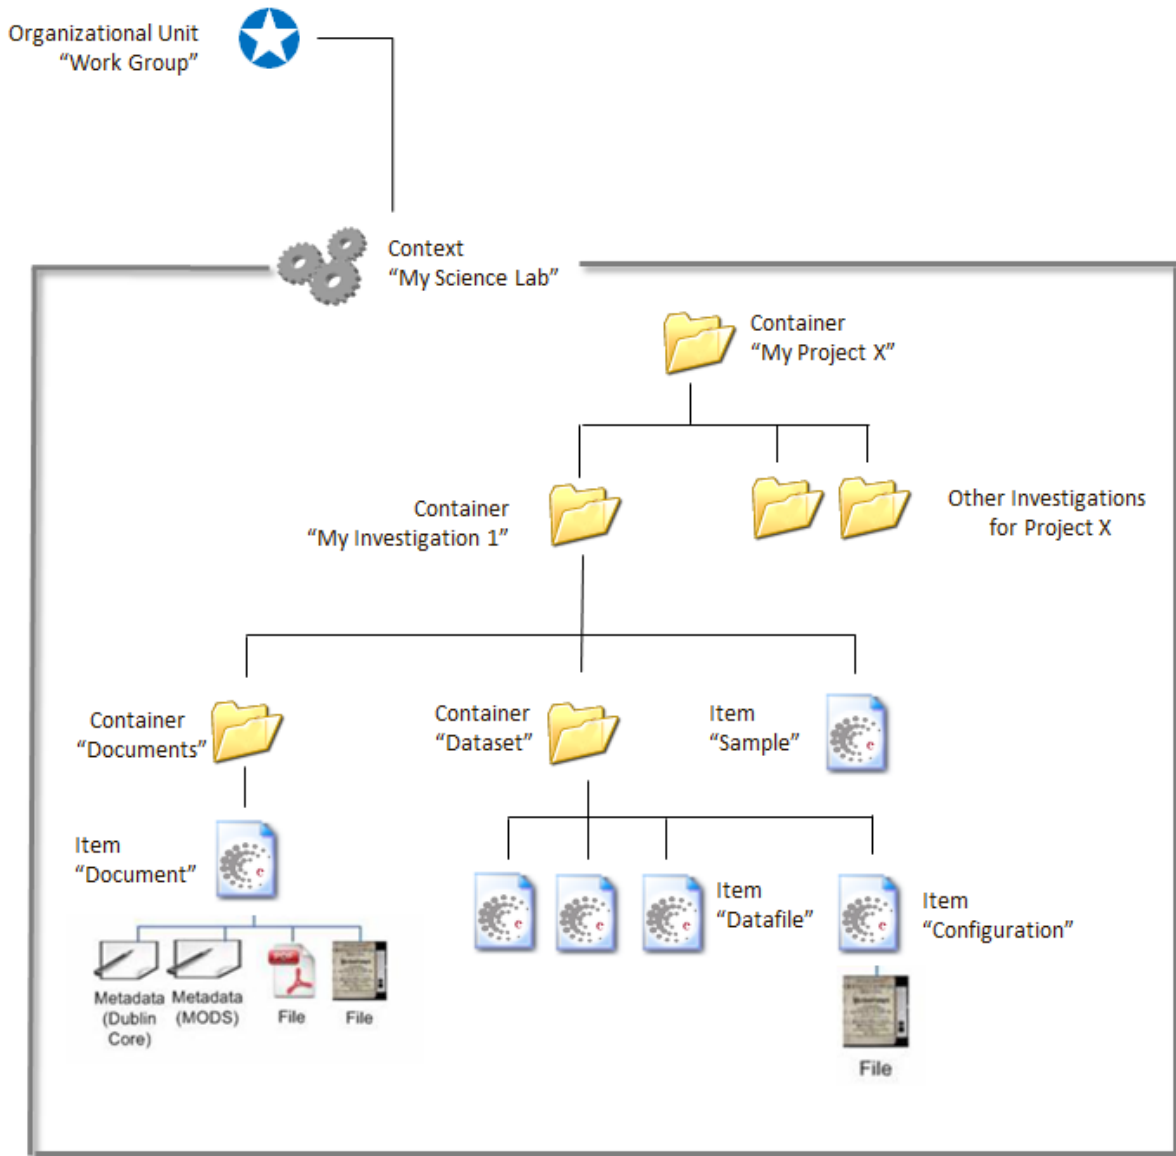 Organizational Unit
“Work Group”
Context
“My Science Lab”
Container
“My Project X”
Container
“My Investigation 1”
Other Investigations
for Project X
Container
“Documents”
Container
“Dataset”
Item
“Sample”
Item
“Document”
Item
“Datafile”
Item
“Configuration”
PDF
Metadata
(Dublin
Core)
Metadata
(MODS)
File
File
File